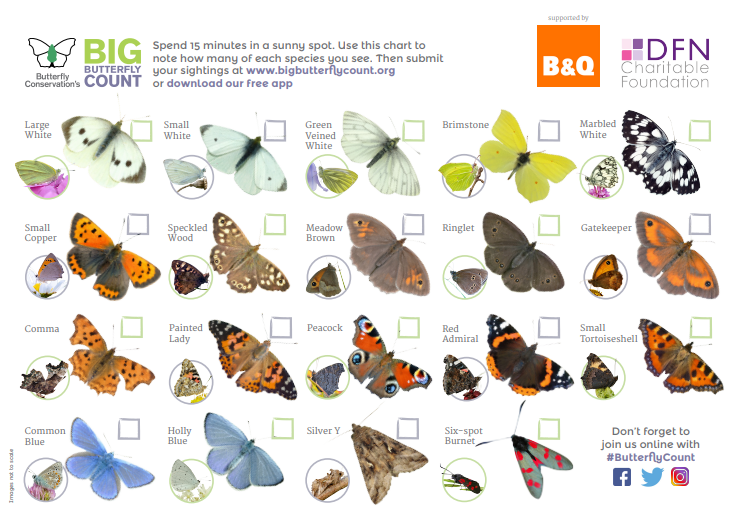 supported by
Butterfly
Conservation's
BIG
BUTTERFLY
COUNT
Spend 15 minutes in a sunny spot. Use this chart to
note how many of each species you see. Then submit
your sightings at www.bigbutterflycount.org
or download our free app
B&Q
DFN
Charitable
Foundation
Large
White
Small
White
Green
Veined
White
Brimstone
Marbled
White
Small
Copper
Speckled
Wood
Meadow
Brown
Ringlet
Gatekeeper
Comma
Painted
Lady
Peacock
Red
Admiral
Small
Tortoiseshell
Common
Blue
Holly
Blue
Silver Y
Six-spot
Burnet
Don't forget to
join us online with
#ButterflyCount
Images not to scale